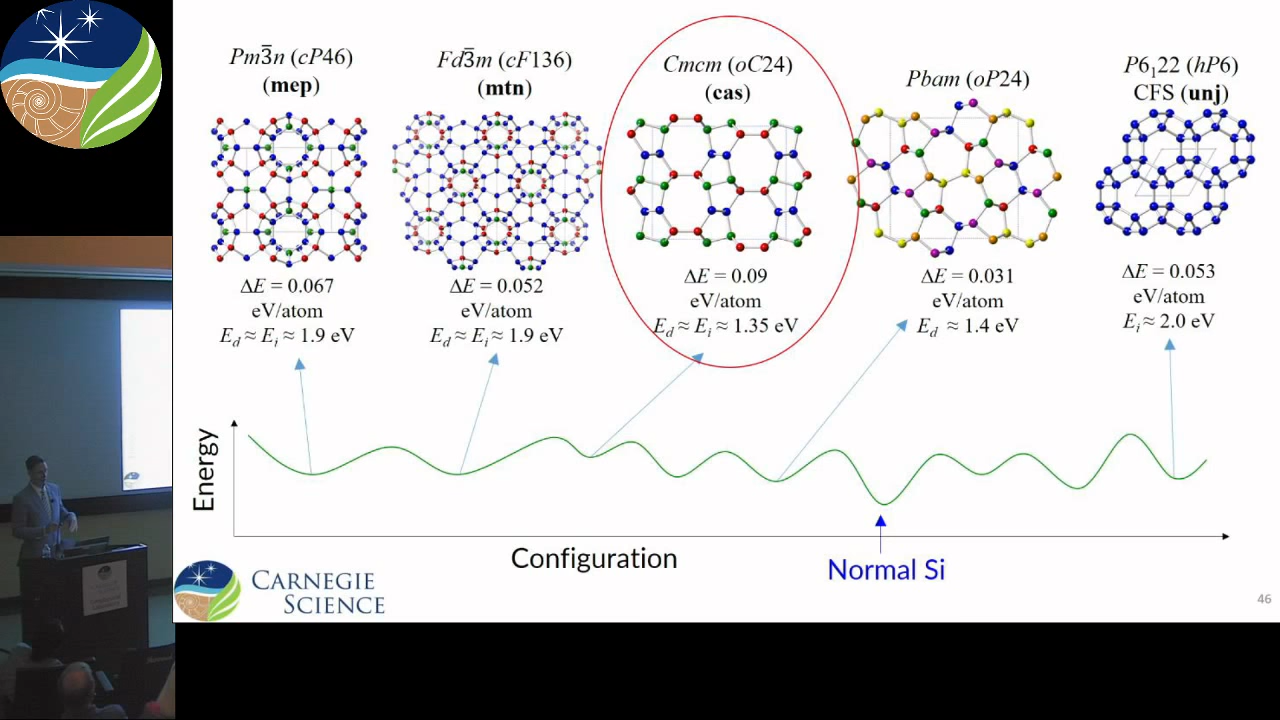 Pm3̅n (cP46)
(mep)
ΔE = 0.067
eV/atom
E_d ≈ E_i ≈ 1.9 eV
Fd3̅m (cF136)
(mtn)
ΔE = 0.052
eV/atom
E_d ≈ E_i ≈ 1.9 eV
Cmcm (oC24)
(cas)
ΔE = 0.09
eV/atom
E_d ≈ E_i ≈ 1.35 eV
Pbam (oP24)
ΔE = 0.031
eV/atom
E_d ≈ 1.4 eV
P6₁22 (hP6)
CFS (unj)
ΔE = 0.053
eV/atom
E_i ≈ 2.0 eV
Energy
Configuration
Normal Si
CARNEGIE
SCIENCE
46